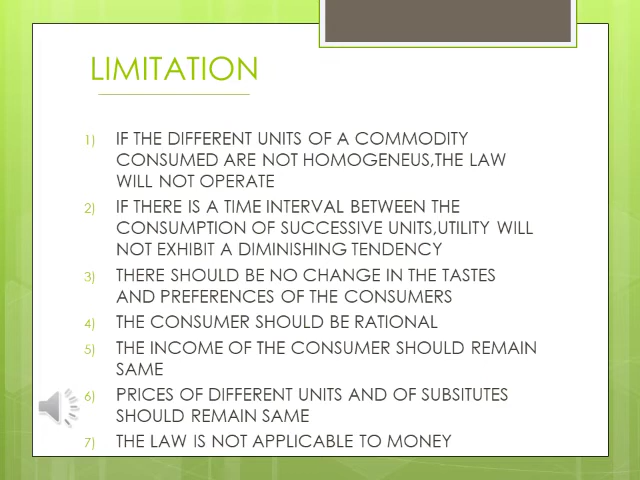 LIMITATION
1) IF THE DIFFERENT UNITS OF A COMMODITY
CONSUMED ARE NOT HOMOGENEUS,THE LAW
WILL NOT OPERATE
2) IF THERE IS A TIME INTERVAL BETWEEN THE
CONSUMPTION OF SUCCESSIVE UNITS,UTILITY WILL
NOT EXHIBIT A DIMINISHING TENDENCY
3) THERE SHOULD BE NO CHANGE IN THE TASTES
AND PREFERENCES OF THE CONSUMERS
4) THE CONSUMER SHOULD BE RATIONAL
5) THE INCOME OF THE CONSUMER SHOULD REMAIN
SAME
6) PRICES OF DIFFERENT UNITS AND OF SUBSITUTES
SHOULD REMAIN SAME
7) THE LAW IS NOT APPLICABLE TO MONEY